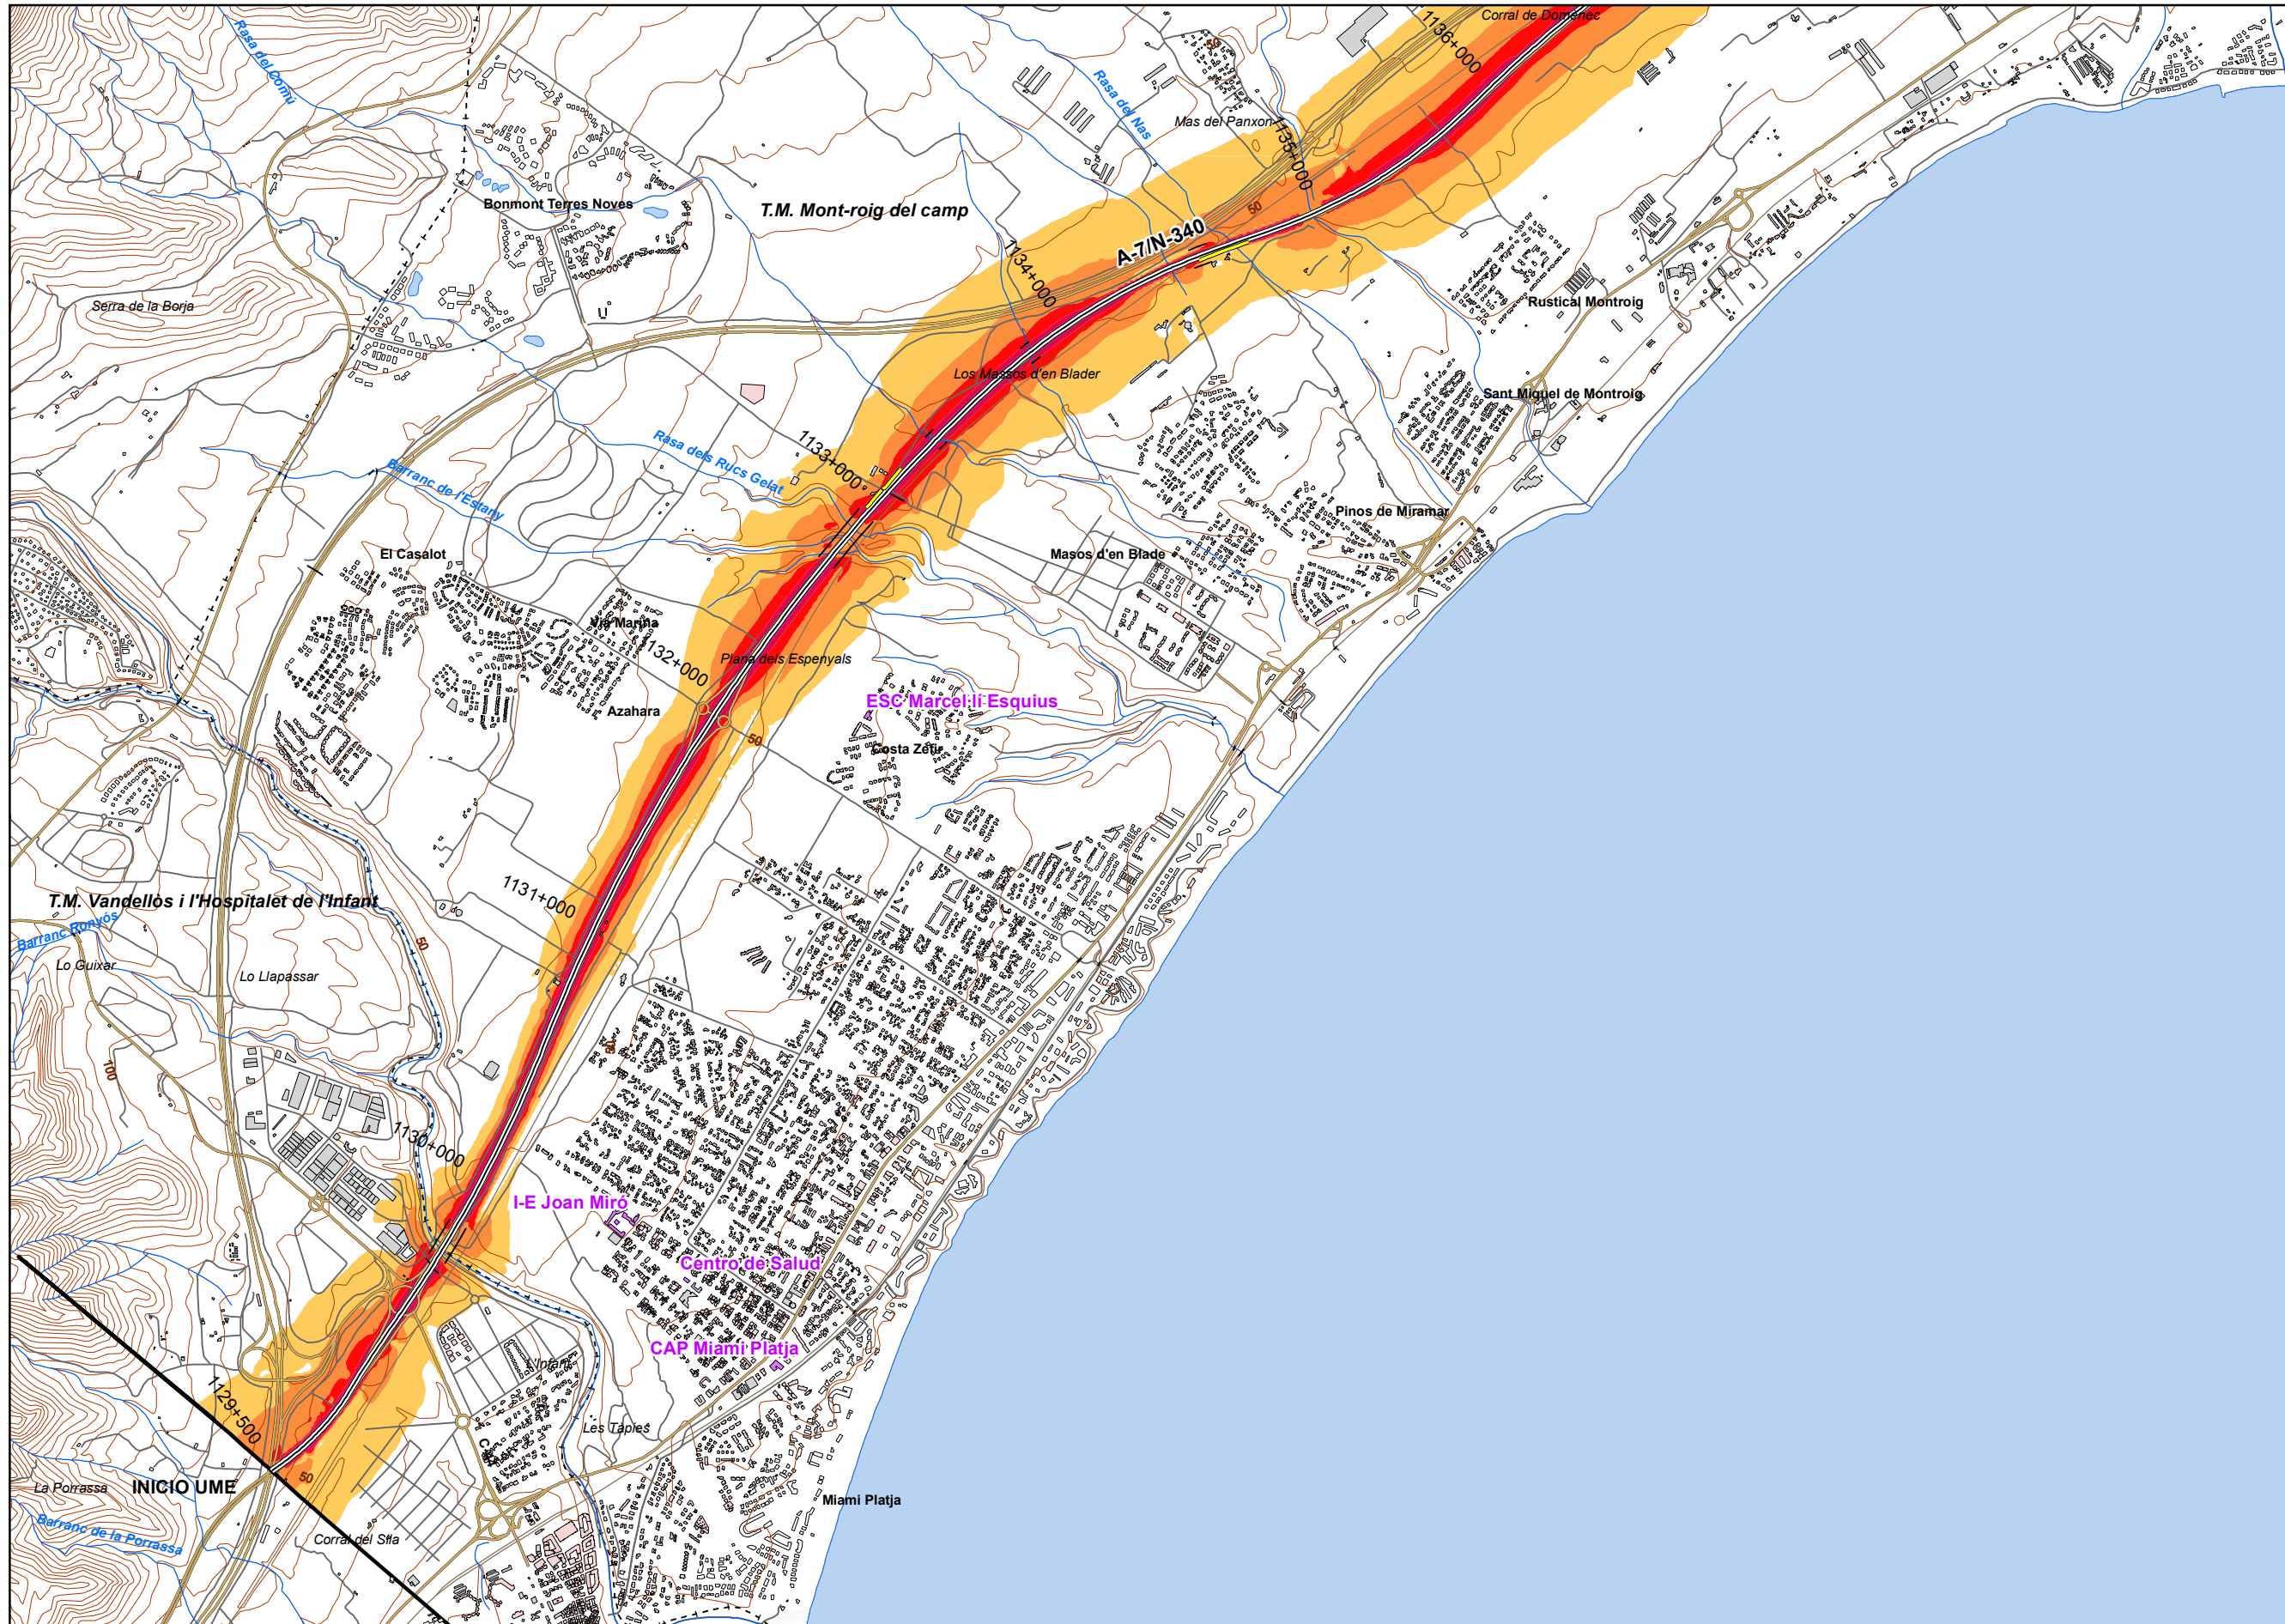 Corral de Domènec
1136+000
Rasa del Comú
50
Rasa del Nas
Mas del Panxon
1135+000
Bonmont Terres Noves
T.M. Mont-roig del camp
50
A-7/N-340
1134+000
Serra de la Borja
Rustical Montroig
Los Massos d'en Blader
Sant Miquel de Montroig
1133+000
Rasa dels Rucs Gelat
Barranc de l'Estany
Pinos de Miramar
El Casalot
Masos d'en Blade
Via Marina
1132+000
Plana dels Espenyals
ESC Marcel·lí Esquius
Azahara
50
Costa Zefir
1131+000
T.M. Vandellòs i l'Hospitalet de l'Infant
Barranc Ronyós
50
Lo Guixar
Lo Llapassar
50
100
1130+000
I-E Joan Miró
Centro de Salud
CAP Miami Platja
l'Infant
1129+500
Les Tàpies
50
La Porrassa
INICIO UME
Miami Platja
Barranc de la Porrassa
Corral del Sila